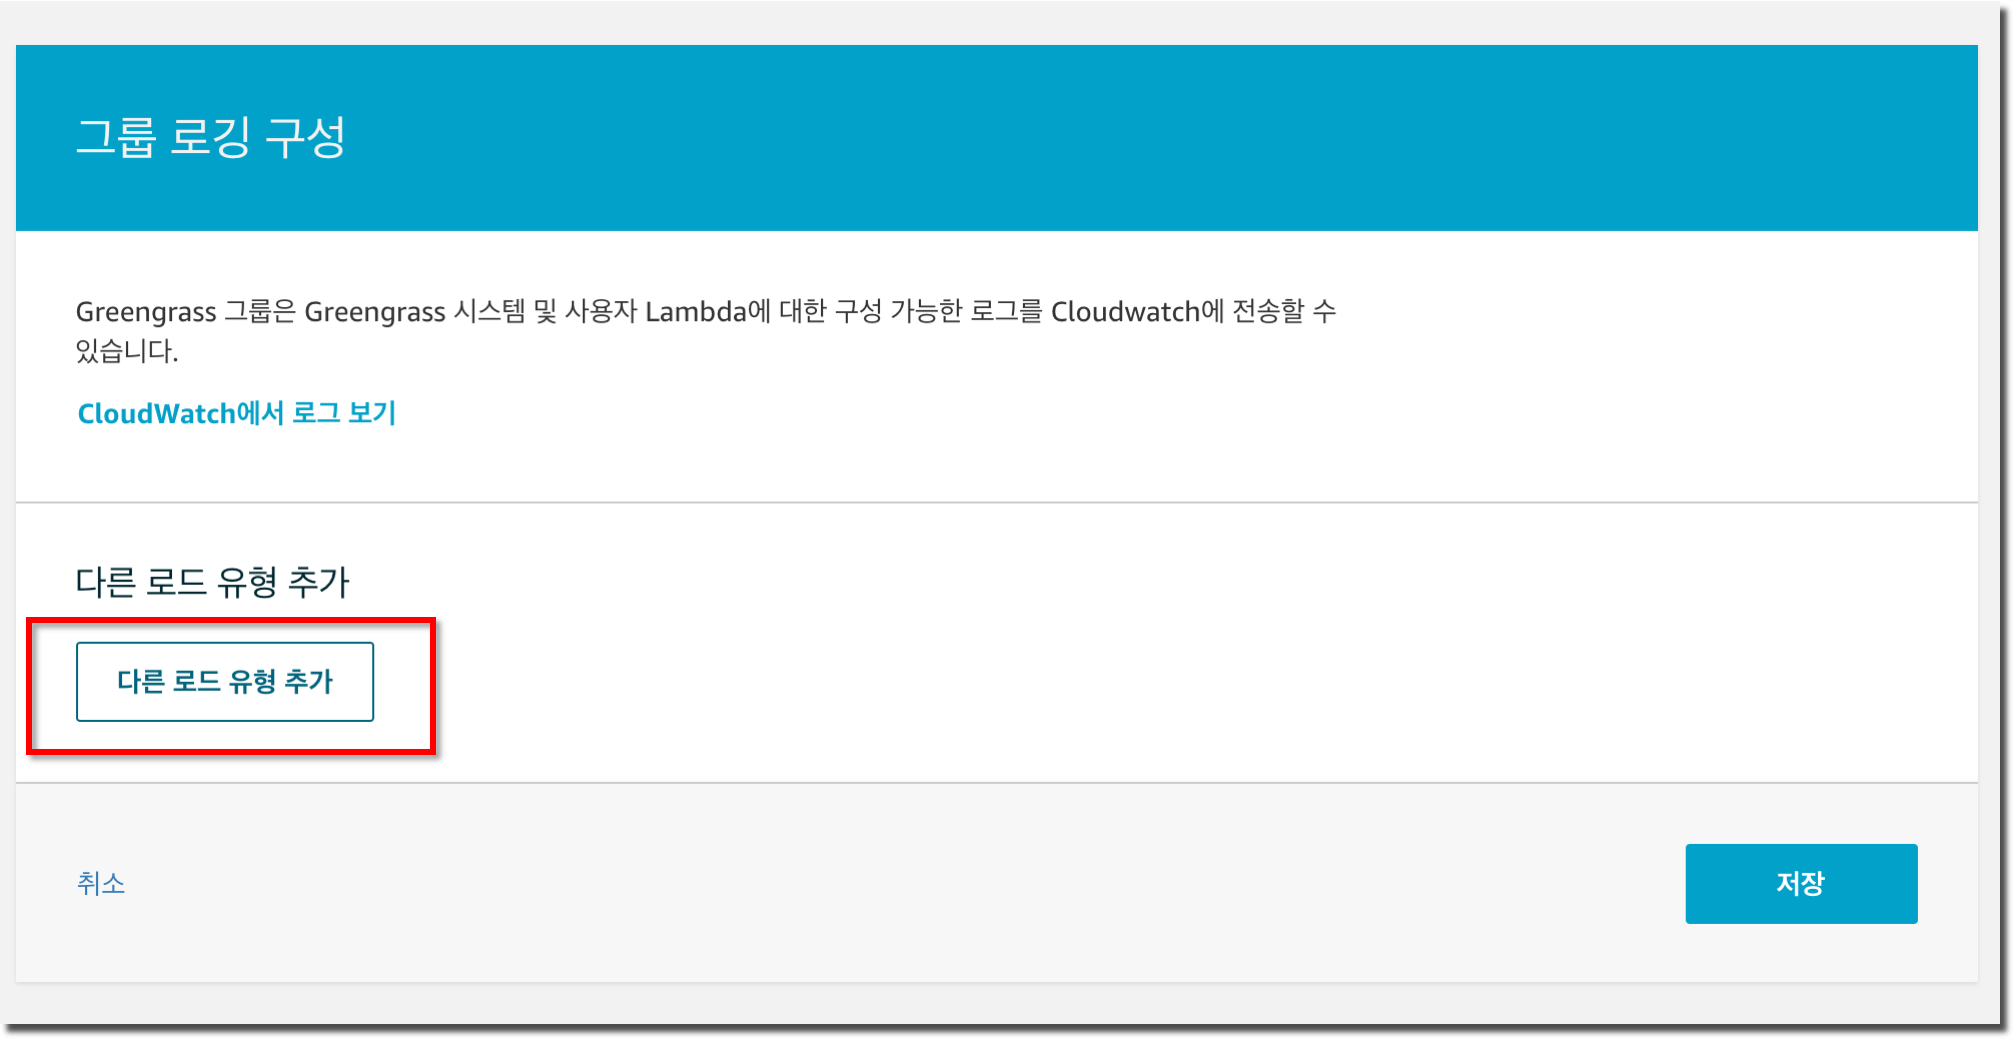 그룹 로깅 구성
Greengrass 그룹은 Greengrass 시스템 및 사용자 Lambda에 대한 구성 가능한 로그를 Cloudwatch에 전송할 수
있습니다.
CloudWatch에서 로그 보기
다른 로드 유형 추가
다른 로드 유형 추가
취소
저장